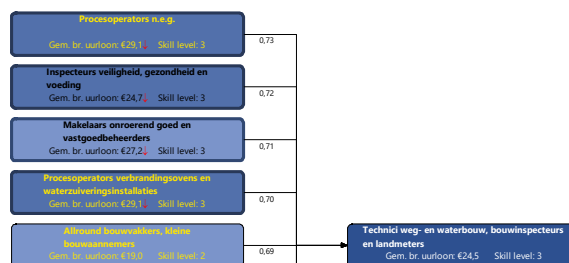 Procesoperators n.e.g.
Gem. br. uurloon: €29,1↓ Skill level: 3
0,73
Inspecteurs veiligheid, gezondheid en
voeding
Gem. br. uurloon: €24,7↓ Skill level: 3
0,72
Makelaars onroerend goed en
vastgoedbeheerders
Gem. br. uurloon: €27,2↓ Skill level: 3
0,71
Procesoperators verbrandingsovens en
waterzuiveringsinstallaties
Gem. br. uurloon: €29,1↓ Skill level: 3
0,70
Allround bouwvakkers, kleine
bouwaannemers
Gem. br. uurloon: €19,0 Skill level: 2
0,69
Technici weg- en waterbouw, bouwinspecteurs
en landmeters
Gem. br. uurloon: €24,5 Skill level: 3